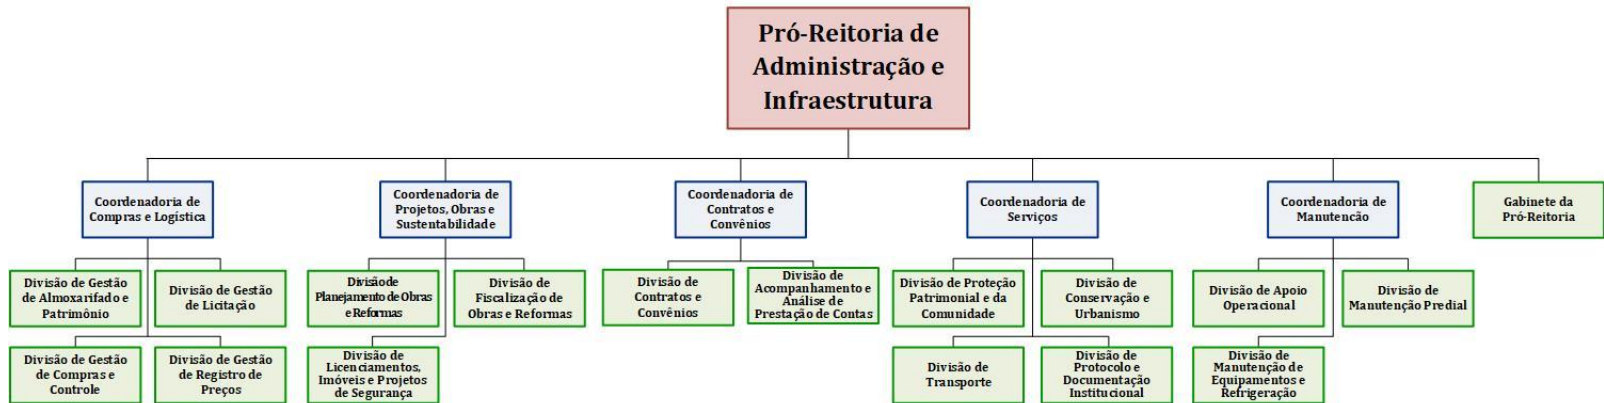 Pró-Reitoria de
Administração e
Infraestrutura
Coordenadoria de
Compras e Logística
Coordenadoria de
Projetos, Obras e
Sustentabilidade
Coordenadoria de
Contratos e
Convênios
Coordenadoria de
Serviços
Coordenadoria de
Manutencão
Gabinete da
Pró-Reitoria
Divisão de Gestão
de Almoxarifado e
Patrimônio
Divisão de Gestão
de Licitação
Divisão de
Planejamento de Obras
e Reformas
Divisão de
Fiscalização de
Obras e Reformas
Divisão de
Contratos e
Convênios
Divisão de
Acompanhamento e
Análise de
Prestação de Contas
Divisão de Proteção
Patrimonial e da
Comunidade
Divisão de
Conservação e
Urbanismo
Divisão de Apoio
Operacional
Divisão de
Manutenção Predial
Divisão de Gestão
de Compras e
Controle
Divisão de Gestão
de Registro de
Preços
Divisão de
Licenciamentos,
Imóveis e Projetos
de Segurança
Divisão de
Transporte
Divisão de
Protocolo e
Documentação
Institucional
Divisão de
Manutenção de
Equipamentos e
Refrigeração